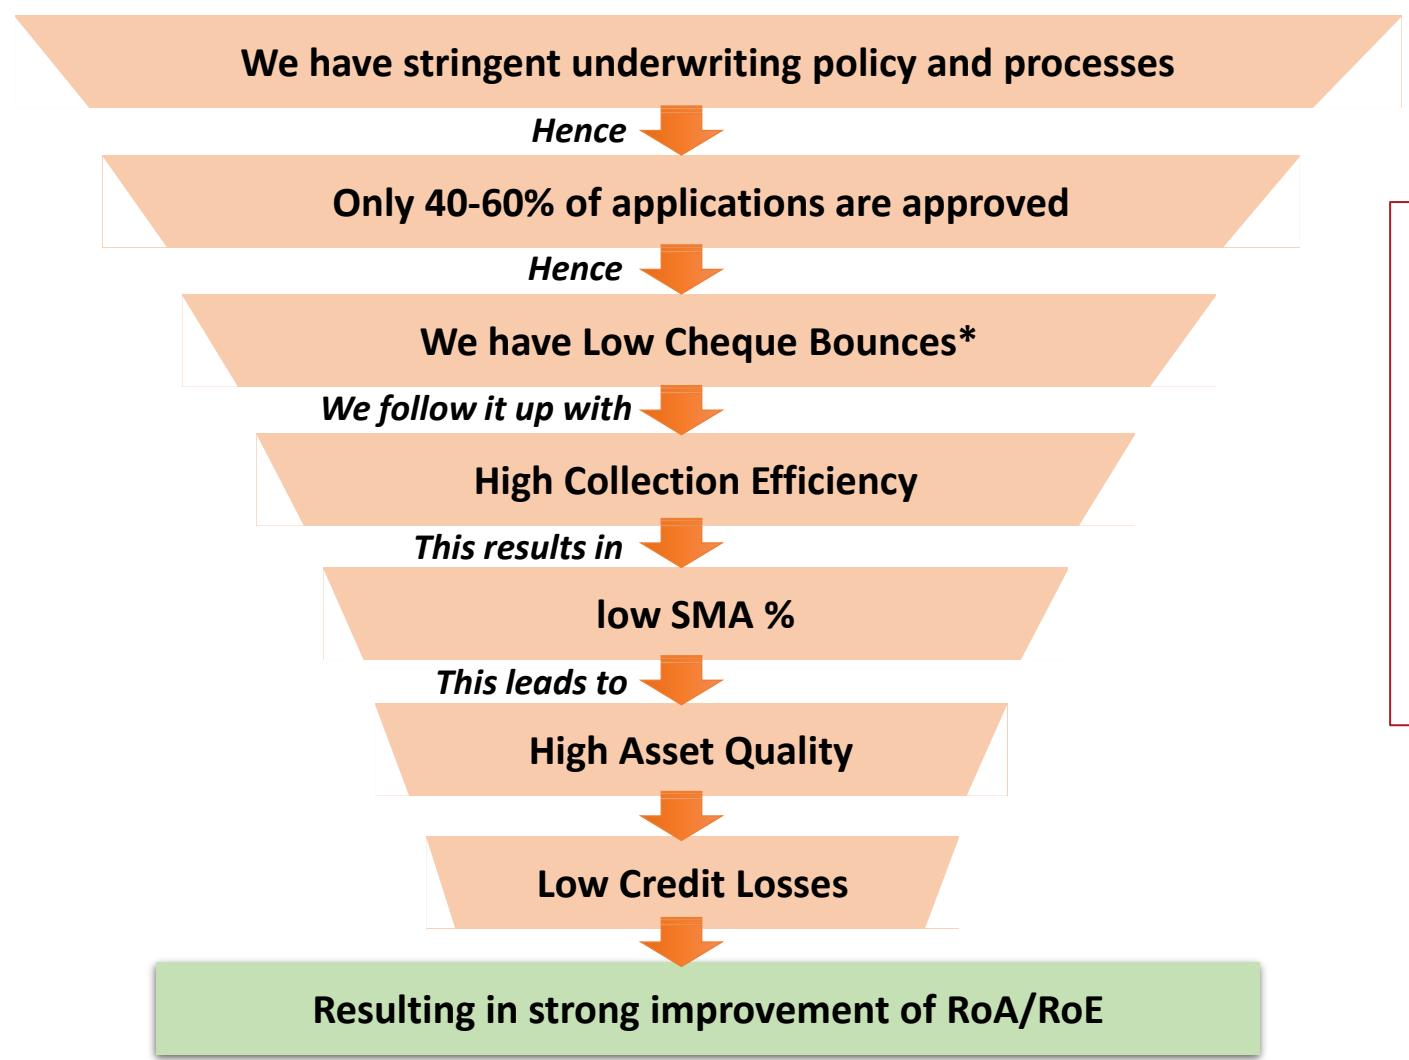 We have stringent underwriting policy and processes
Hence
Only 40-60% of applications are approved
Hence
We have Low Cheque Bounces*
We follow it up with
High Collection Efficiency
This results in
low SMA %
This leads to
High Asset Quality
Low Credit Losses
Resulting in strong improvement of RoA/RoE